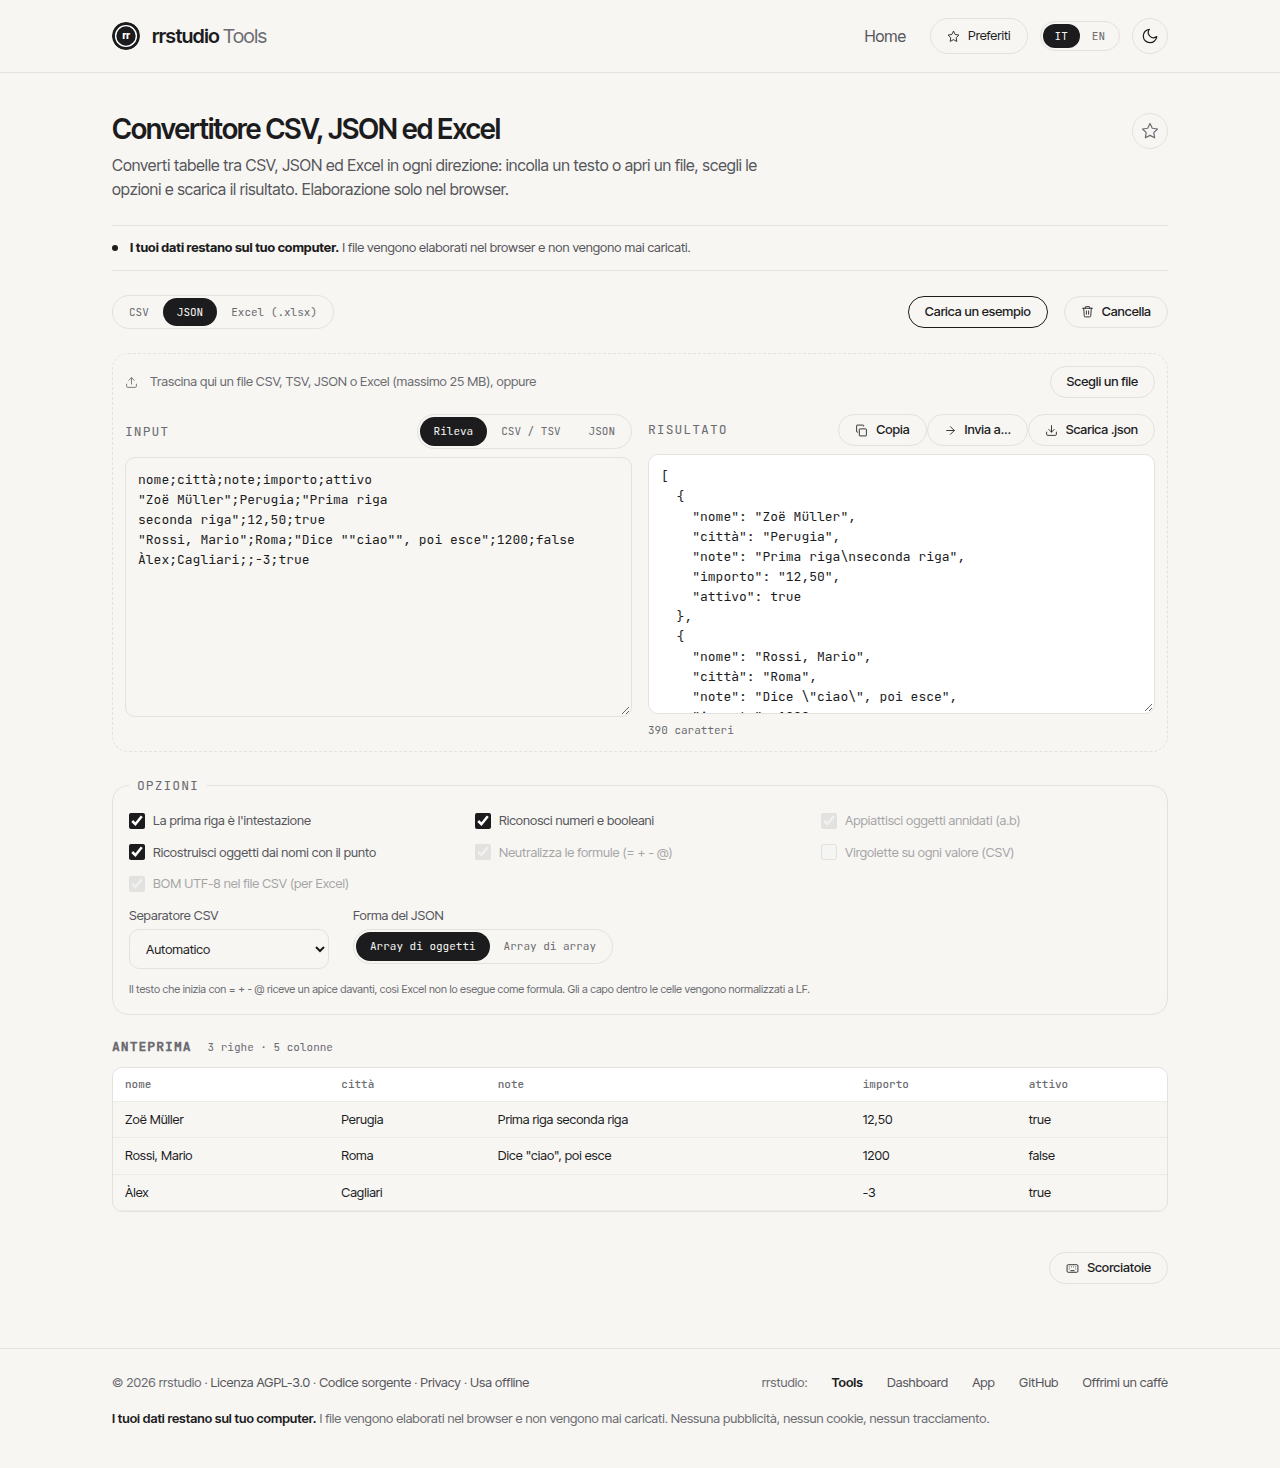 rr rrstudio Tools
Home
Preferiti
IT EN
Convertitore CSV, JSON ed Excel
Converti tabelle tra CSV, JSON ed Excel in ogni direzione: incolla un testo o apri un file, scegli le
opzioni e scarica il risultato. Elaborazione solo nel browser.
I tuoi dati restano sul tuo computer. I file vengono elaborati nel browser e non vengono mai caricati.
CSV JSON Excel (.xlsx)
Carica un esempio
Cancella
Trascina qui un file CSV, TSV, JSON o Excel (massimo 25 MB), oppure
Scegli un file
INPUT
Rileva CSV / TSV JSON
nome;città;note;importo;attivo
"Zoë Müller";Perugia;"Prima riga
seconda riga";12,50;true
"Rossi, Mario";Roma;"Dice ""ciao"", poi esce";1200;false
Àlex;Cagliari;;-3;true
RISULTATO
Copia
Invia a...
Scarica .json
[
{
"nome": "Zoë Müller",
"città": "Perugia",
"note": "Prima riga\nseconda riga",
"importo": "12,50",
"attivo": true
},
{
"nome": "Rossi, Mario",
"città": "Roma",
"note": "Dice \"ciao\", poi esce",
390 caratteri
OPZIONI
La prima riga è l'intestazione
Riconosci numeri e booleani
Appiattisci oggetti annidati (a.b)
Ricostruisci oggetti dai nomi con il punto
Neutralizza le formule (= + - @)
Virgolette su ogni valore (CSV)
BOM UTF-8 nel file CSV (per Excel)
Separatore CSV
Automatico
Forma del JSON
Array di oggetti Array di array
Il testo che inizia con = + - @ riceve un apice davanti, così Excel non lo esegue come formula. Gli a capo dentro le celle vengono normalizzati a LF.
ANTEPRIMA 3 righe · 5 colonne
nome città note importo attivo
Zoë Müller Perugia Prima riga seconda riga 12,50 true
Rossi, Mario Roma Dice "ciao", poi esce 1200 false
Àlex Cagliari -3 true
Scorciatoie
© 2026 rrstudio · Licenza AGPL-3.0 · Codice sorgente · Privacy · Usa offline
rrstudio: Tools Dashboard App GitHub Offrimi un caffè
I tuoi dati restano sul tuo computer. I file vengono elaborati nel browser e non vengono mai caricati. Nessuna pubblicità, nessun cookie, nessun tracciamento.